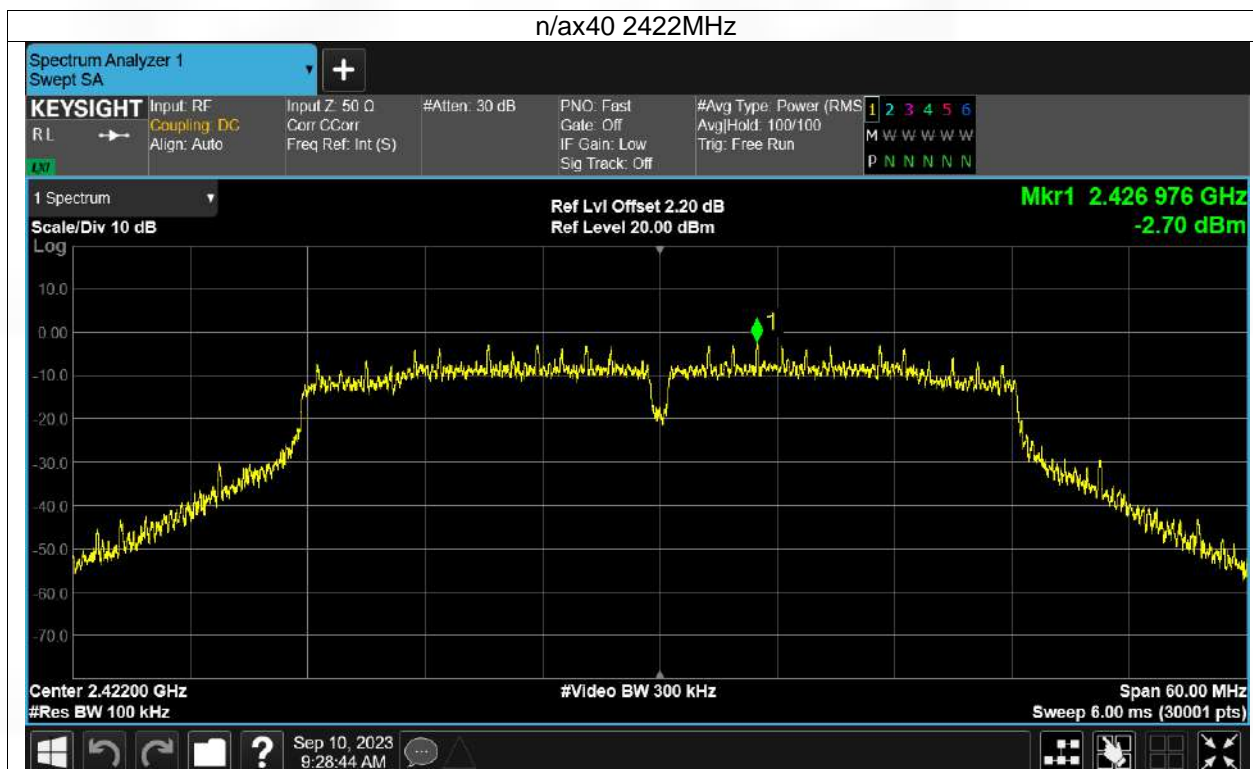 n/ax40 2422MHz
Spectrum Analyzer 1
Swept SA
+
KEYSIGHT
RL
LXI
Input: RF
Coupling: DC
Align: Auto
Input Z: 50 Ω
Corr CCorr
Freq Ref: Int (S)
#Atten: 30 dB
PNO: Fast
Gate: Off
IF Gain: Low
Sig Track: Off
#Avg Type: Power (RMS
Avg|Hold: 100/100
Trig: Free Run
1 2 3 4 5 6
M W W W W W
P N N N N N
1 Spectrum
Scale/Div 10 dB
Ref Lvl Offset 2.20 dB
Ref Level 20.00 dBm
Mkr1 2.426 976 GHz
-2.70 dBm
Log
10.0
0.00
1
-10.0
-20.0
-30.0
-40.0
-50.0
-60.0
-70.0
Center 2.42200 GHz
#Res BW 100 kHz
#Video BW 300 kHz
Span 60.00 MHz
Sweep 6.00 ms (30001 pts)
?
Sep 10, 2023
9:28:44 AM